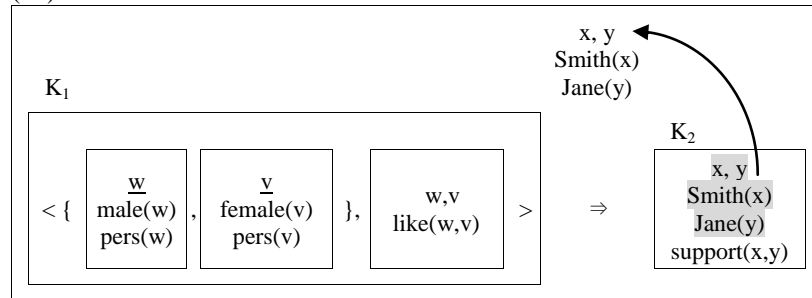 x, y
Smith(x)
Jane(y)
K1
K2
< { w male(w) pers(w) , v female(v) pers(v) }, w,v like(w,v) > ⇒
x, y
Smith(x)
Jane(y)
support(x,y)